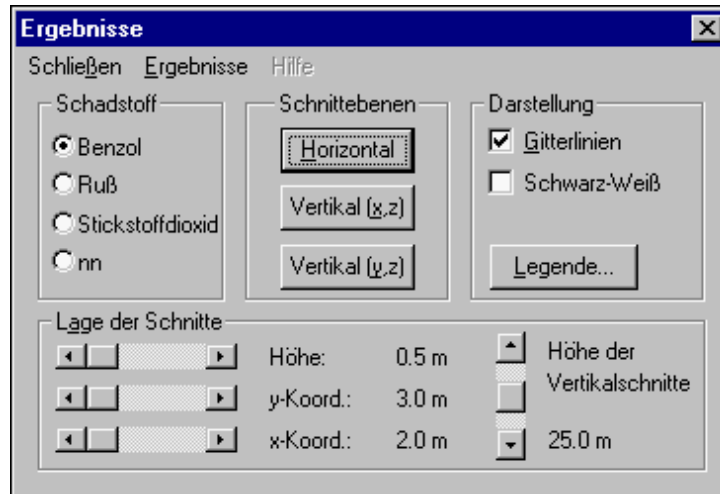 Ergebnisse
Schließen Ergebnisse Hilfe
Schadstoff
Benzol
Ruß
Stickstoffdioxid
nn
Schnittebenen
Horizontal
Vertikal (x,z)
Vertikal (y,z)
Darstellung
Gitterlinien
Schwarz-Weiß
Legende...
Lage der Schnitte
Höhe: 0.5 m
y-Koord.: 3.0 m
x-Koord.: 2.0 m
Höhe der
Vertikalschnitte
25.0 m